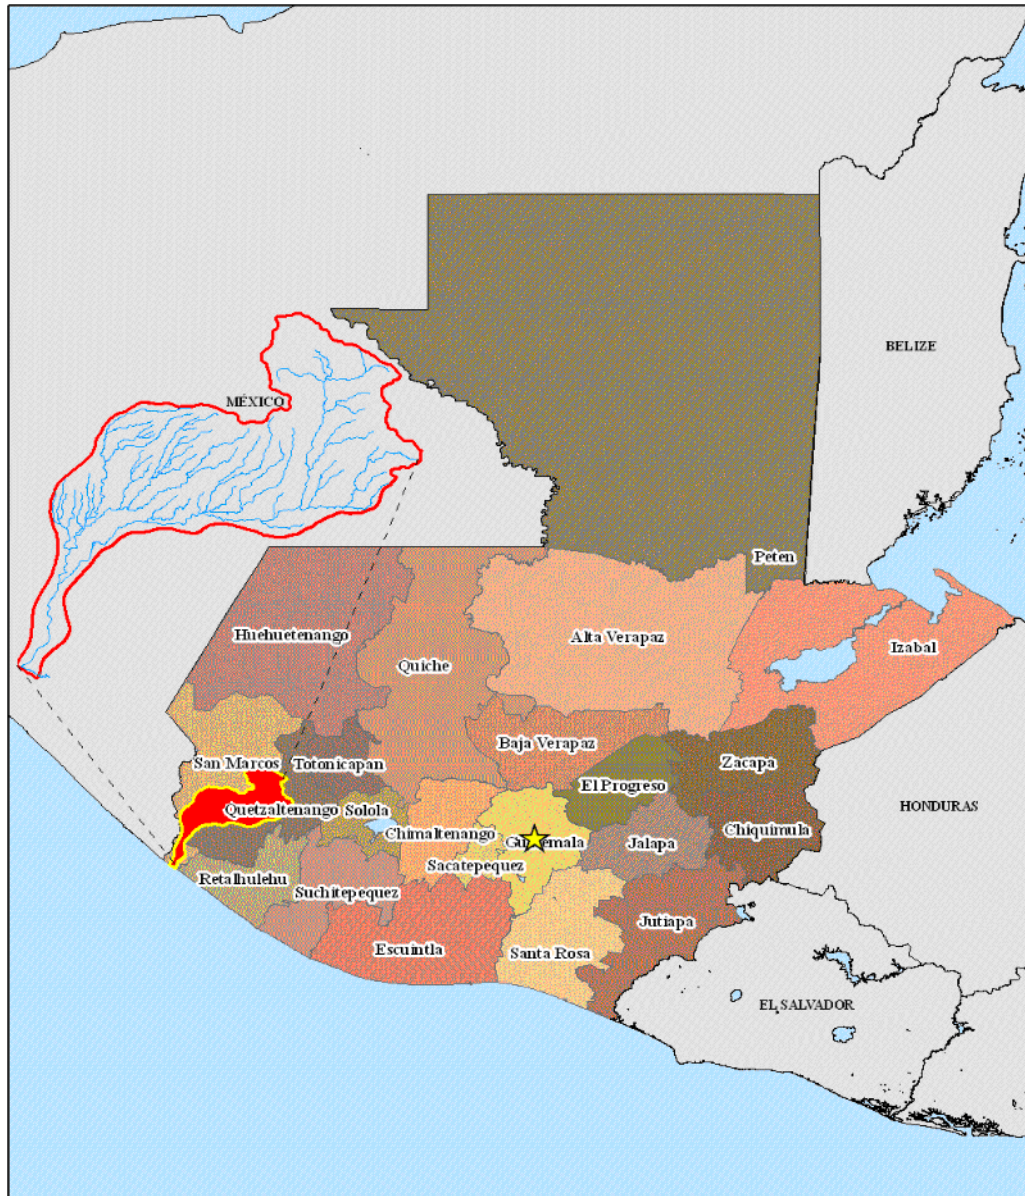 BELIZE
MÉXICO
Peten
Huehuetenango
Alta Verapaz
Quiche
Izabal
Baja Verapaz
San Marcos
Totonicapan
Zacapa
El Progreso
Quetzaltenango
Solola
HONDURAS
Chimaltenango
Guatemala
Jalapa
Chiquimula
Sacatepequez
Retalhulehu
Suchitepequez
Jutiapa
Escuintla
Santa Rosa
EL SALVADOR